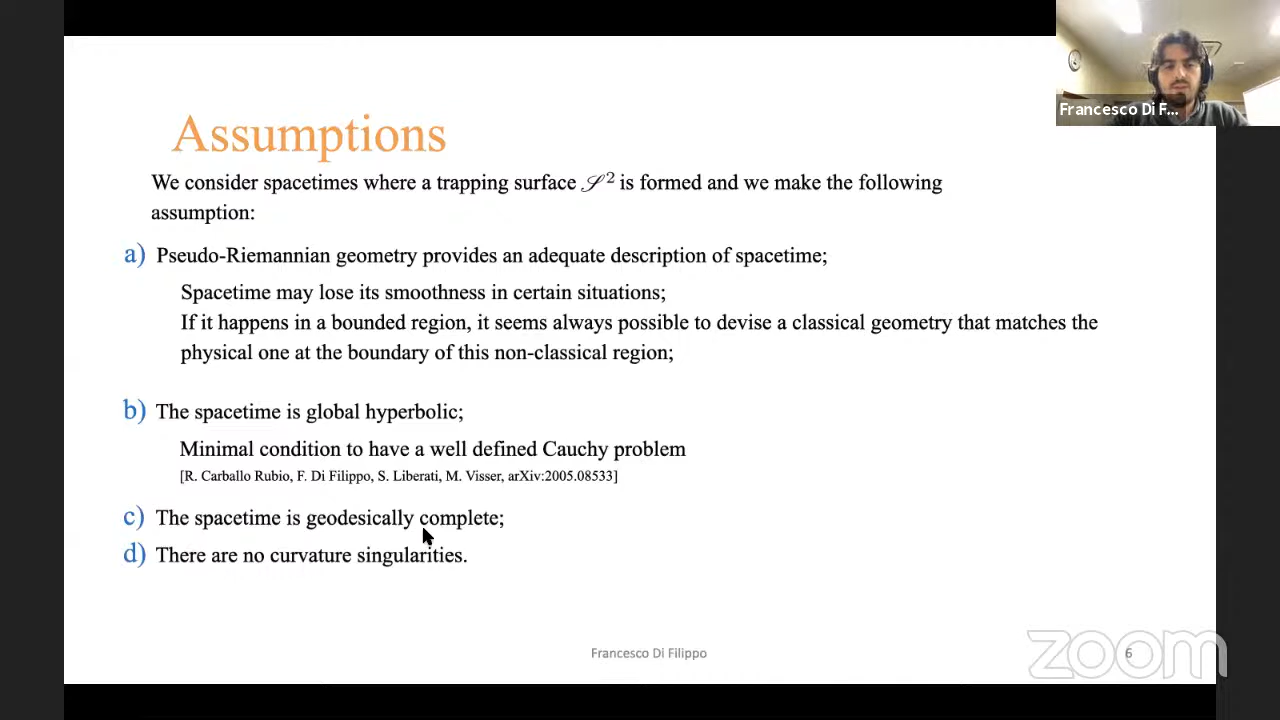 Francesco Di F...
Assumptions
We consider spacetimes where a trapping surface 𝒮² is formed and we make the following
assumption:
a) Pseudo-Riemannian geometry provides an adequate description of spacetime;
Spacetime may lose its smoothness in certain situations;
If it happens in a bounded region, it seems always possible to devise a classical geometry that matches the
physical one at the boundary of this non-classical region;
b) The spacetime is global hyperbolic;
Minimal condition to have a well defined Cauchy problem
[R. Carballo Rubio, F. Di Filippo, S. Liberati, M. Visser, arXiv:2005.08533]
c) The spacetime is geodesically complete;
d) There are no curvature singularities.
Francesco Di Filippo
6
zoom